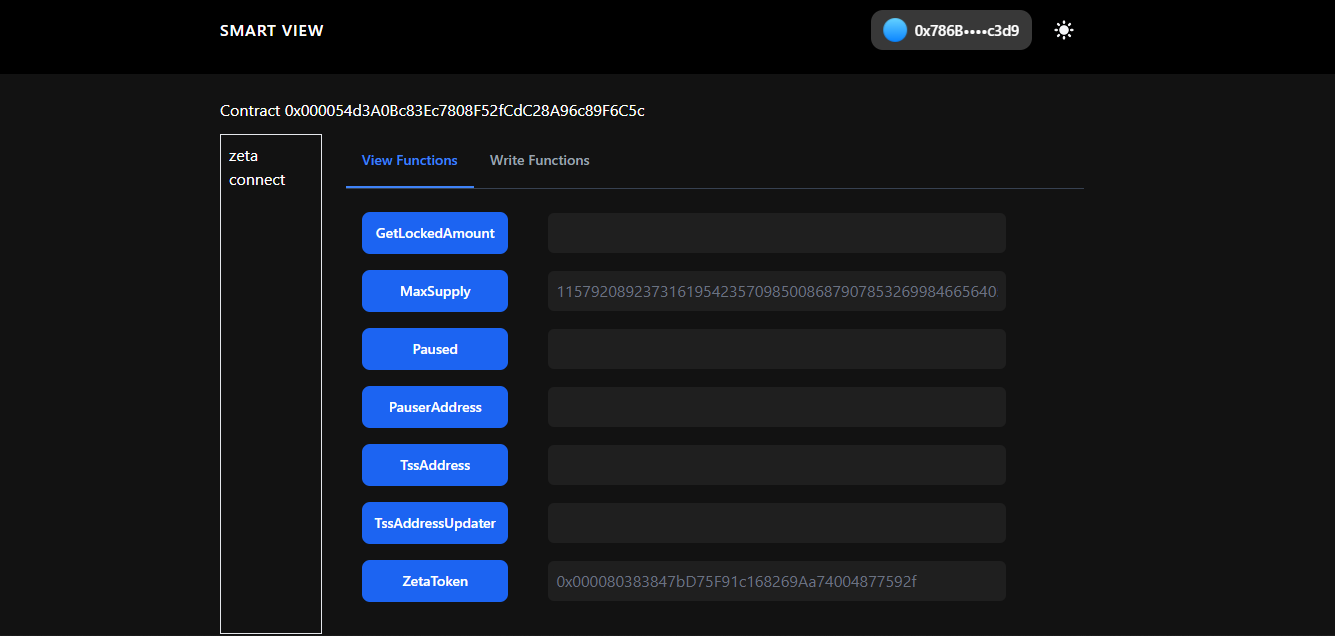 SMART VIEW
0x786B••••c3d9
Contract 0x000054d3A0Bc83Ec7808F52fCdC28A96c89F6C5c
zeta
connect
View Functions
Write Functions
GetLockedAmount
MaxSupply
115792089237316195423570985008687907853269984665640
Paused
PauserAddress
TssAddress
TssAddressUpdater
ZetaToken
0x000080383847bD75F91c168269Aa74004877592f